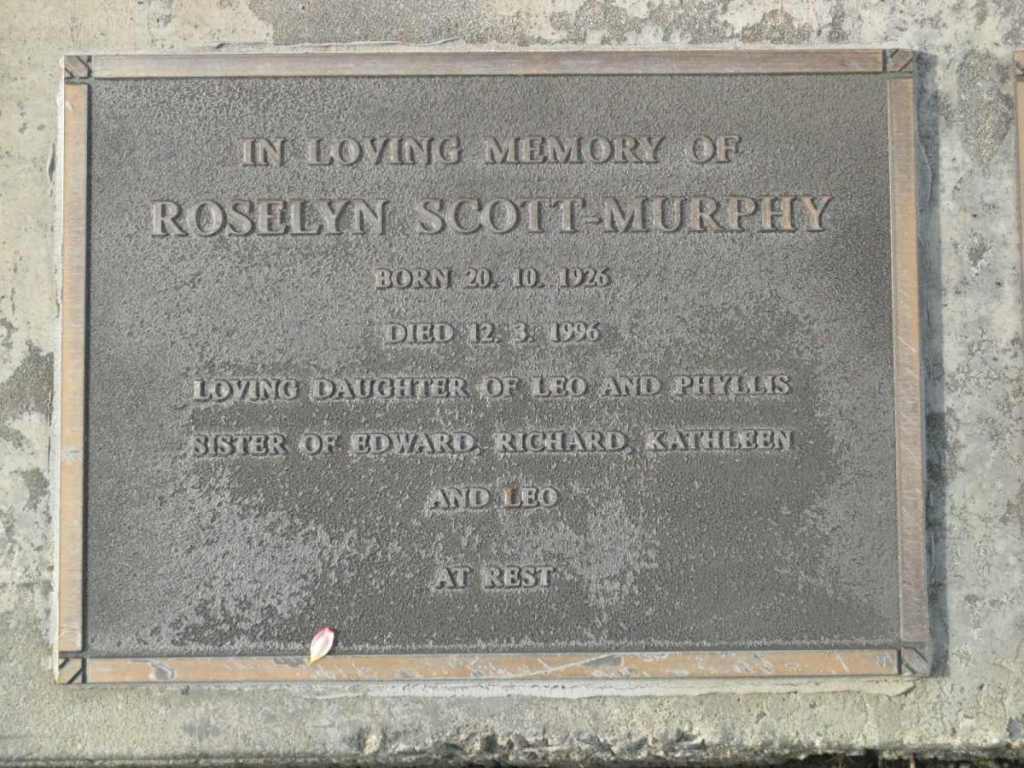 IN LOVING MEMORY OF
ROSELYN SCOTT-MURPHY
BORN 20. 10. 1926
DIED 12. 3. 1996
LOVING DAUGHTER OF LEO AND PHYLLIS
SISTER OF EDWARD, RICHARD, KATHLEEN
AND LEO
AT REST